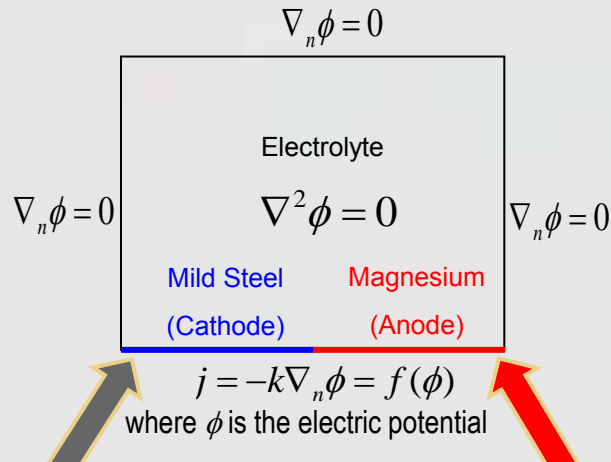 ∇ₙϕ = 0
Electrolyte
∇ₙϕ = 0
∇²ϕ = 0
∇ₙϕ = 0
Mild Steel
Magnesium
(Cathode)
(Anode)
j = −k∇ₙϕ = f(ϕ)
where ϕ is the electric potential